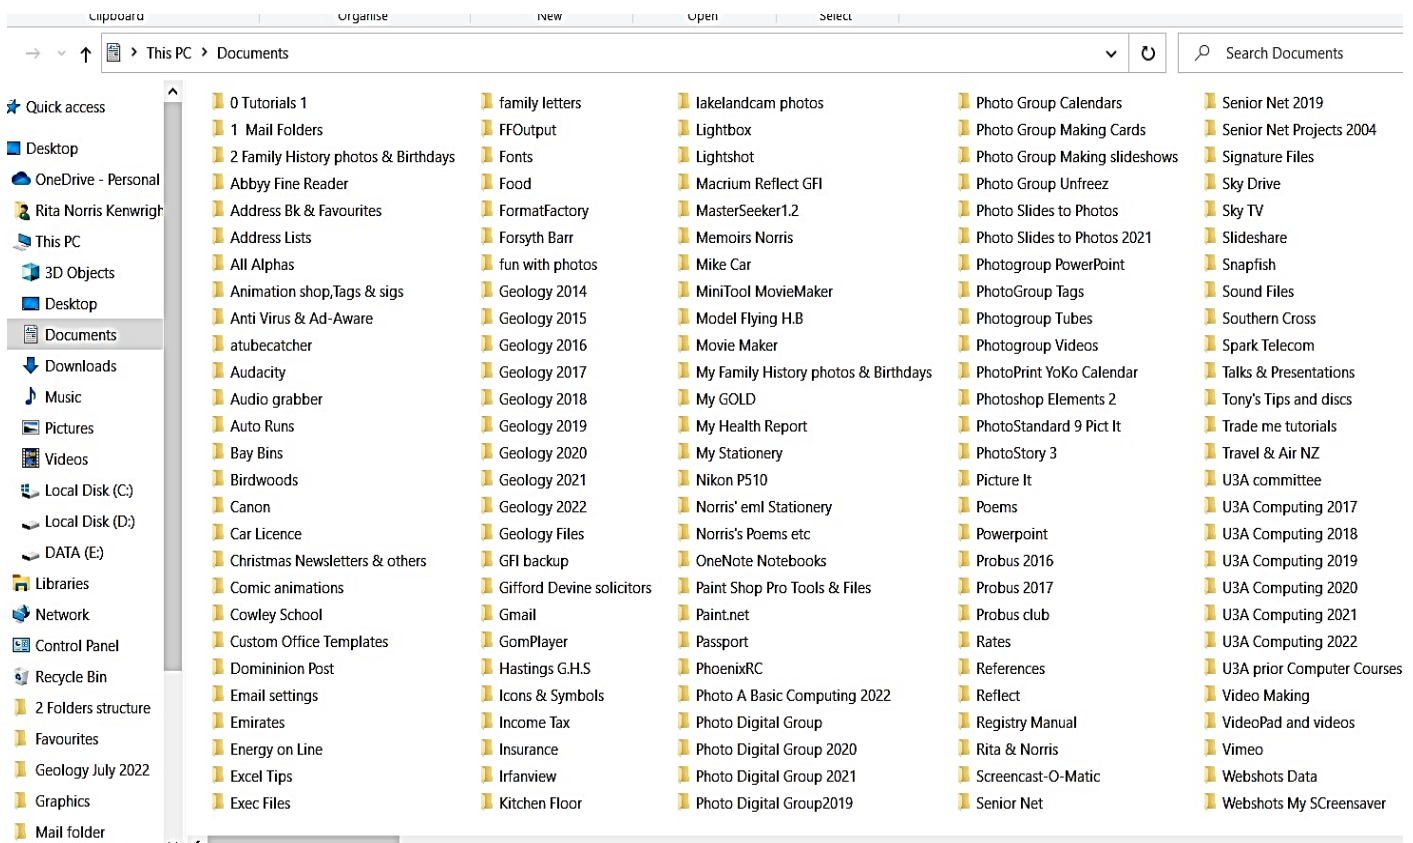 Clipboard
Organise
New
Open
Select
This PC
Documents
Search Documents
Quick access
Desktop
OneDrive - Personal
Rita Norris Kenwrigh
This PC
3D Objects
Desktop
Documents
Downloads
Music
Pictures
Videos
Local Disk (C:)
Local Disk (D:)
DATA (E:)
Libraries
Network
Control Panel
Recycle Bin
2 Folders structure
Favourites
Geology July 2022
Graphics
Mail folder
0 Tutorials 1
1 Mail Folders
2 Family History photos & Birthdays
Abbyy Fine Reader
Address Bk & Favourites
Address Lists
All Alphas
Animation shop,Tags & sigs
Anti Virus & Ad-Aware
atubecatcher
Audacity
Audio grabber
Auto Runs
Bay Bins
Birdwoods
Canon
Car Licence
Christmas Newsletters & others
Comic animations
Cowley School
Custom Office Templates
Domininion Post
Email settings
Emirates
Energy on Line
Excel Tips
Exec Files
family letters
FFOutput
Fonts
Food
FormatFactory
Forsyth Barr
fun with photos
Geology 2014
Geology 2015
Geology 2016
Geology 2017
Geology 2018
Geology 2019
Geology 2020
Geology 2021
Geology 2022
Geology Files
GFI backup
Gifford Devine solicitors
Gmail
GomPlayer
Hastings G.H.S
Icons & Symbols
Income Tax
Insurance
Irfanview
Kitchen Floor
lakelandcam photos
Lightbox
Lightshot
Macrium Reflect GFI
MasterSeeker1.2
Memoirs Norris
Mike Car
MiniTool MovieMaker
Model Flying H.B
Movie Maker
My Family History photos & Birthdays
My GOLD
My Health Report
My Stationery
Nikon P510
Norris' eml Stationery
Norris's Poems etc
OneNote Notebooks
Paint Shop Pro Tools & Files
Paint.net
Passport
PhoenixRC
Photo A Basic Computing 2022
Photo Digital Group
Photo Digital Group 2020
Photo Digital Group 2021
Photo Digital Group2019
Photo Group Calendars
Photo Group Making Cards
Photo Group Making slideshows
Photo Group Unfreez
Photo Slides to Photos
Photo Slides to Photos 2021
Photogroup PowerPoint
PhotoGroup Tags
Photogroup Tubes
Photogroup Videos
PhotoPrint YoKo Calendar
Photoshop Elements 2
PhotoStandard 9 Pict It
PhotoStory 3
Picture It
Poems
Powerpoint
Probus 2016
Probus 2017
Probus club
Rates
References
Reflect
Registry Manual
Rita & Norris
Screencast-O-Matic
Senior Net
Senior Net 2019
Senior Net Projects 2004
Signature Files
Sky Drive
Sky TV
Slideshare
Snapfish
Sound Files
Southern Cross
Spark Telecom
Talks & Presentations
Tony's Tips and discs
Trade me tutorials
Travel & Air NZ
U3A committee
U3A Computing 2017
U3A Computing 2018
U3A Computing 2019
U3A Computing 2020
U3A Computing 2021
U3A Computing 2022
U3A prior Computer Courses
Video Making
VideoPad and videos
Vimeo
Webshots Data
Webshots My SCreensaver